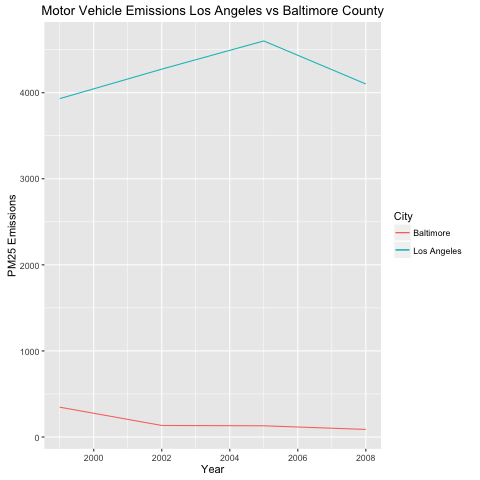 Motor Vehicle Emissions Los Angeles vs Baltimore County
PM25 Emissions
4000
3000
2000
1000
0
2000 2002 2004 2006 2008
Year
City
Baltimore
Los Angeles